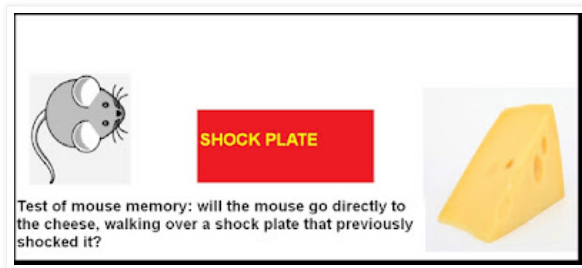 SHOCK PLATE
Test of mouse memory: will the mouse go directly to
the cheese, walking over a shock plate that previously
shocked it?